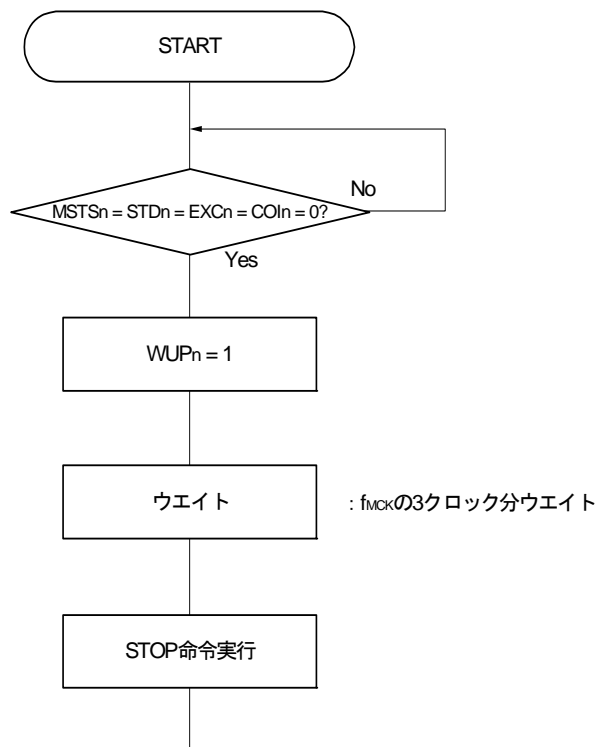 START
No
MSTSn = STDn = EXCn = COIn = 0?
Yes
WUPn = 1
ウエイト ：fMCKの3クロック分ウエイト
STOP命令実行